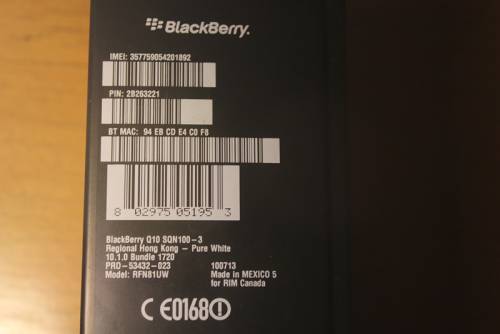 BlackBerry.
IMEI: 357759054201892
PIN: 2B263221
BT MAC: 94 EB CD E4 C0 F8
8 02975 05195 3
BlackBerry Q10 SQN100-3
Regional Hong Kong - Pure White
10.1.0 Bundle 1720
PRD-53432-023 100713
Model: RFN81UW Made in MEXICO 5
for RIM Canada
CE0168